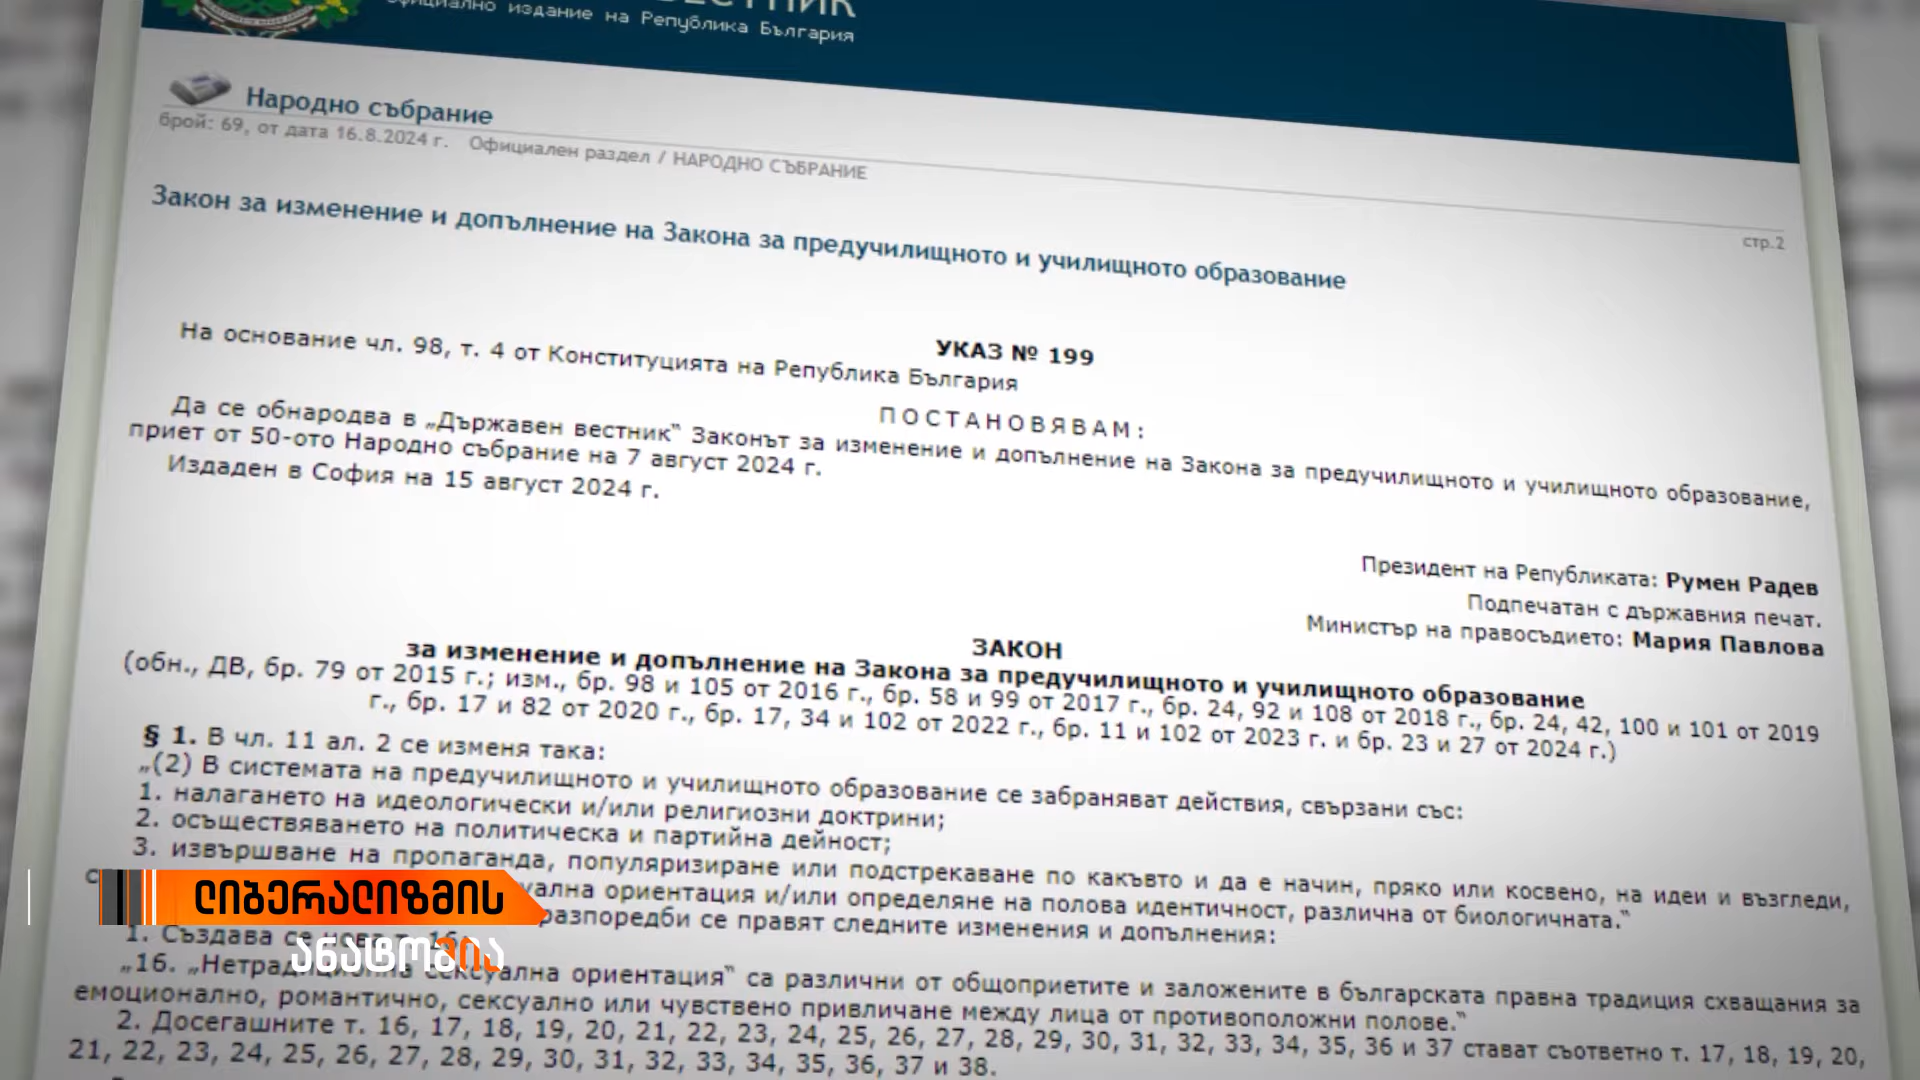 официално издание на Република България
Народно събрание
брой: 69, от дата 16.8.2024 г. Официален раздел / НАРОДНО СЪБРАНИЕ
стр.2
Закон за изменение и допълнение на Закона за предучилищното и училищното образование
УКАЗ № 199
На основание чл. 98, т. 4 от Конституцията на Република България
ПОСТАНОВЯВАМ:
Да се обнародва в „Държавен вестник“ Законът за изменение и допълнение на Закона за предучилищното и училищното образование,
приет от 50-ото Народно събрание на 7 август 2024 г.
Издаден в София на 15 август 2024 г.
Президент на Републиката: Румен Радев
Подпечатан с държавния печат.
Министър на правосъдието: Мария Павлова
ЗАКОН
за изменение и допълнение на Закона за предучилищното и училищното образование
(обн., ДВ, бр. 79 от 2015 г.; изм., бр. 98 и 105 от 2016 г., бр. 58 и 99 от 2017 г., бр. 24, 92 и 108 от 2018 г., бр. 24, 42, 100 и 101 от 2019
г., бр. 17 и 82 от 2020 г., бр. 17, 34 и 102 от 2022 г., бр. 11 и 102 от 2023 г. и бр. 23 и 27 от 2024 г.)
§ 1. В чл. 11 ал. 2 се изменя така:
„(2) В системата на предучилищното и училищното образование се забраняват действия, свързани със:
1. налагането на идеологически и/или религиозни доктрини;
2. осъществяването на политическа и партийна дейност;
3. извършване на пропаганда, популяризиране или подстрекаване по какъвто и да е начин, пряко или косвено, на идеи и възгледи,
ориентация и/или определяне на полова идентичност, различна от биологичната.“
разпоредби се правят следните изменения и допълнения:
1. Създава се нова т. 16:
„16. „Нетрадиционна сексуална ориентация“ са различни от общоприетите и заложените в българската правна традиция схващания за
емоционално, романтично, сексуално или чувствено привличане между лица от противоположни полове.“
2. Досегашните т. 16, 17, 18, 19, 20, 21, 22, 23, 24, 25, 26, 27, 28, 29, 30, 31, 32, 33, 34, 35, 36 и 37 стават съответно т. 17, 18, 19, 20,
21, 22, 23, 24, 25, 26, 27, 28, 29, 30, 31, 32, 33, 34, 35, 36, 37 и 38.
ლიბერალიზმის
ანატომია